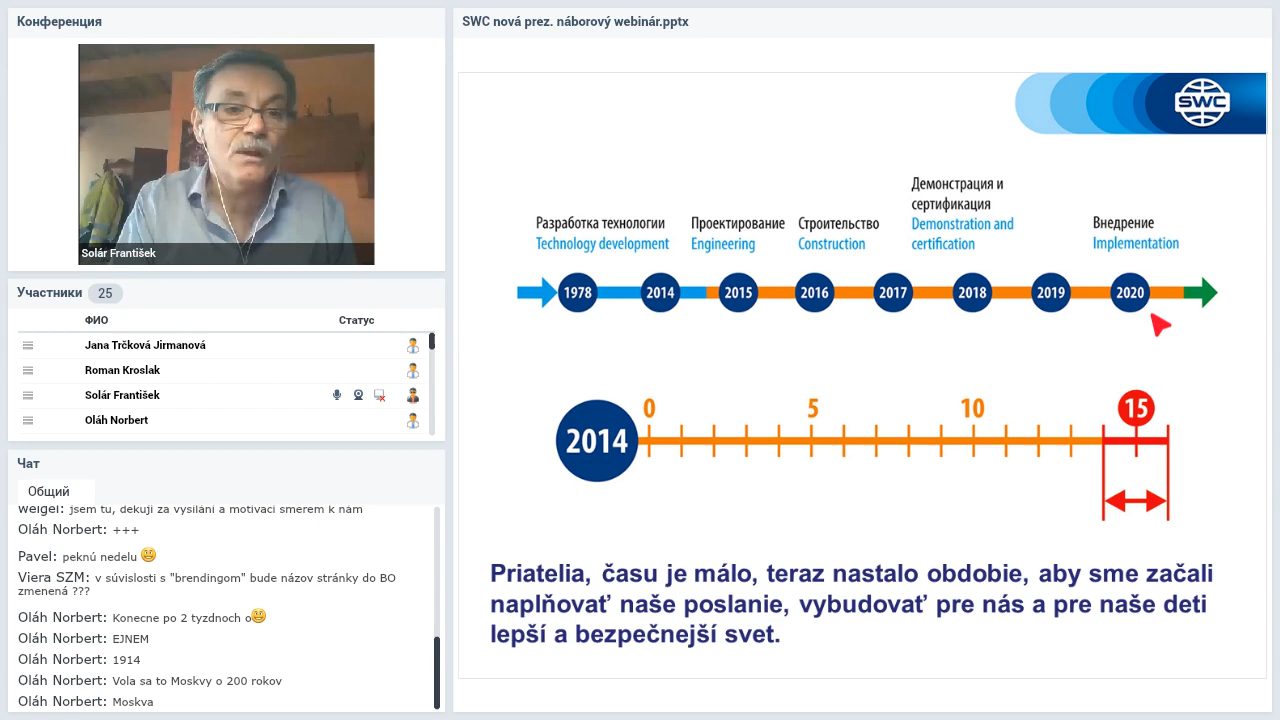 Конференция
Solár František
Участники 25
ФИО Статус
Jana Trčková Jirmanová
Roman Kroslak
Solár František
Oláh Norbert
Чат
Общий
weigel: jsem tu, dekuji za vysilani a motivaci smerem k nam
Oláh Norbert: +++
Pavel: peknú nedelu
Viera SZM: v súvislosti s "brendingom" bude názov stránky do BO
zmenená ???
Oláh Norbert: Konecne po 2 tyzdnoch o
Oláh Norbert: EJNEM
Oláh Norbert: 1914
Oláh Norbert: Vola sa to Moskvy o 200 rokov
Oláh Norbert: Moskva
SWC nová prez. náborový webinár.pptx
SWC
Разработка технологии
Technology development
Проектирование
Engineering
Строительство
Construction
Демонстрация и
сертификация
Demonstration and
certification
Внедрение
Implementation
1978 2014 2015 2016 2017 2018 2019 2020
0 5 10 15
2014
Priatelia, času je málo, teraz nastalo obdobie, aby sme začali
naplňovať naše poslanie, vybudovať pre nás a pre naše deti
lepší a bezpečnejší svet.